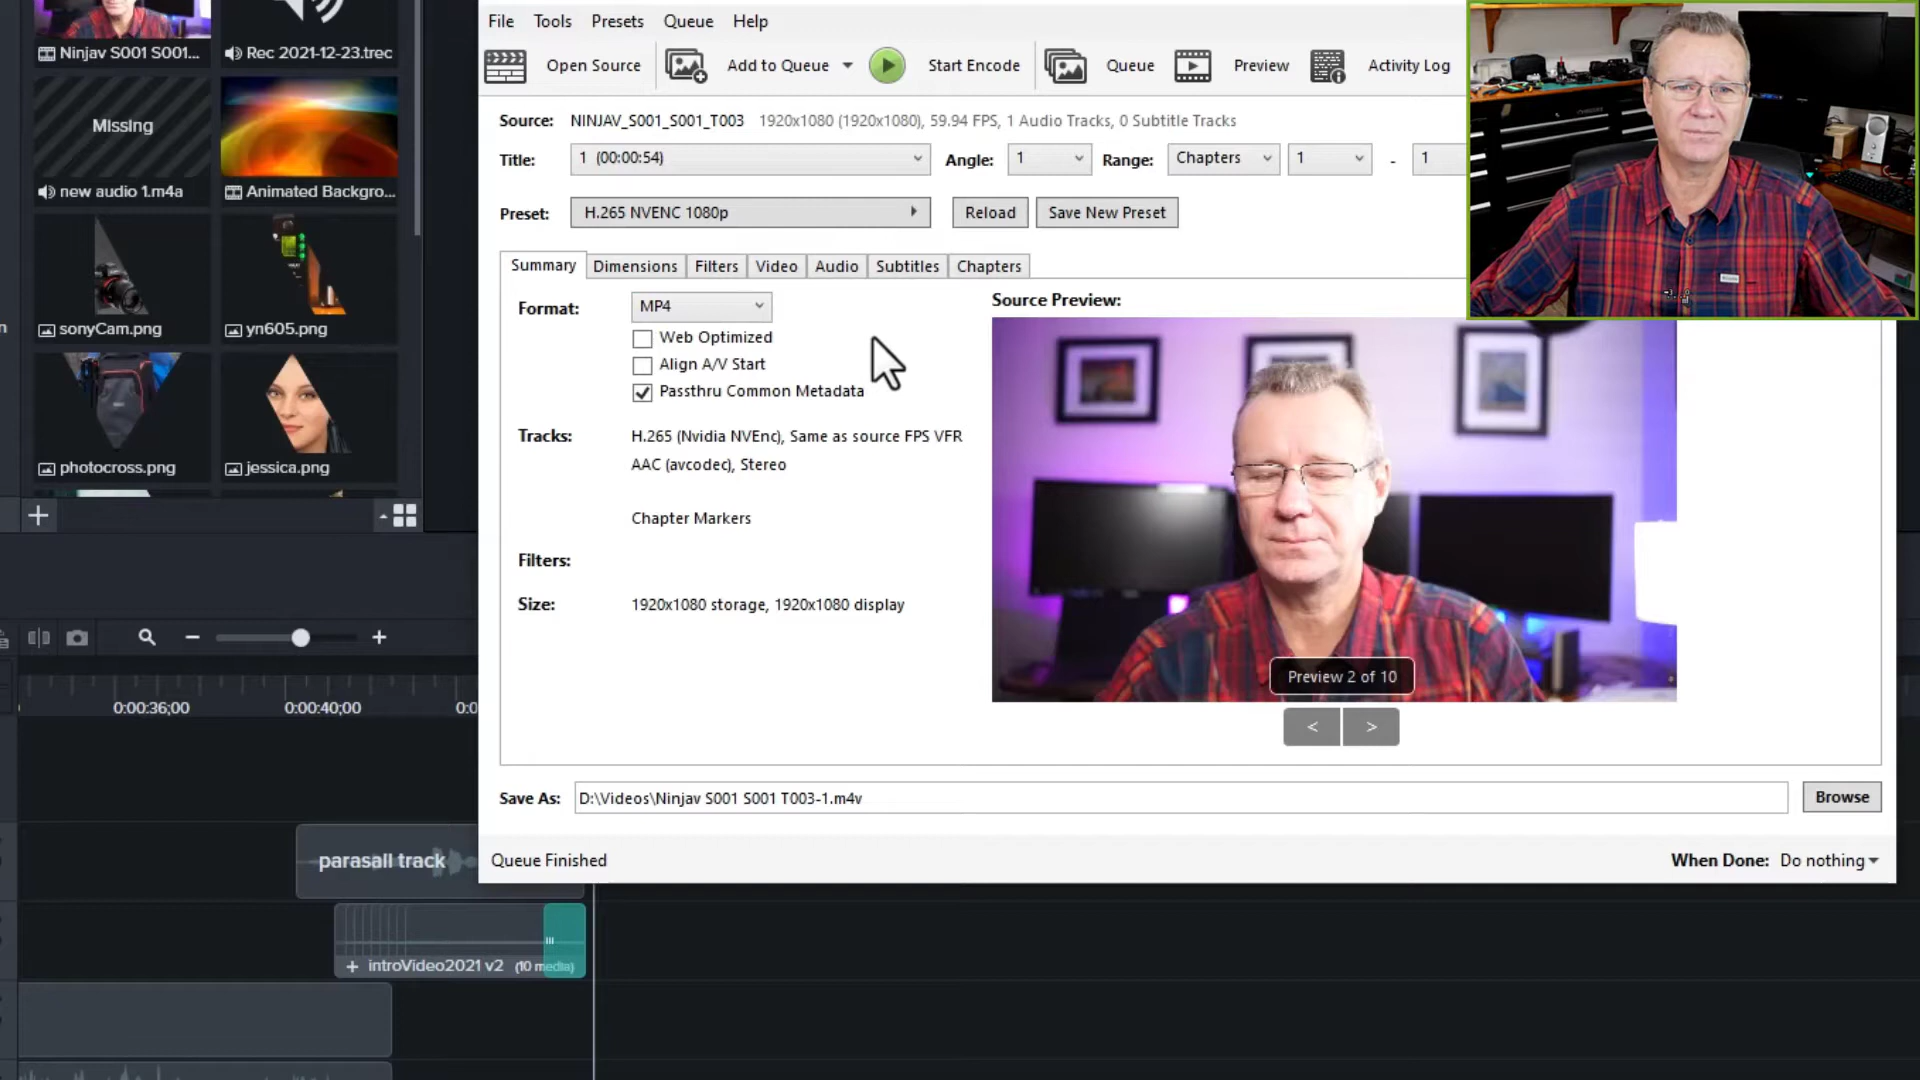 File Tools Presets Queue Help
Open Source Add to Queue Start Encode Queue Preview Activity Log
Source: NINJAV_S001_S001_T003 1920x1080 (1920x1080), 59.94 FPS, 1 Audio Tracks, 0 Subtitle Tracks
Title: 1 (00:00:54) Angle: 1 Range: Chapters 1 - 1
Preset: H.265 NVENC 1080p Reload Save New Preset
Summary Dimensions Filters Video Audio Subtitles Chapters
Format: MP4
Web Optimized
Align A/V Start
Passthru Common Metadata
Tracks: H.265 (Nvidia NVEnc), Same as source FPS VFR
AAC (avcodec), Stereo
Chapter Markers
Filters:
Size: 1920x1080 storage, 1920x1080 display
Source Preview:
Preview 2 of 10
< >
Save As: D:\Videos\Ninjav S001 S001 T003-1.m4v Browse
Queue Finished When Done: Do nothing
Ninjav S001 S001... Rec 2021-12-23.trec
Missing
new audio 1.m4a Animated Backgro...
sonyCam.png yn605.png
photocross.png jessica.png
0:00:36;00 0:00:40;00 0:0
parasall track
+ introVideo2021 v2 (10 media)